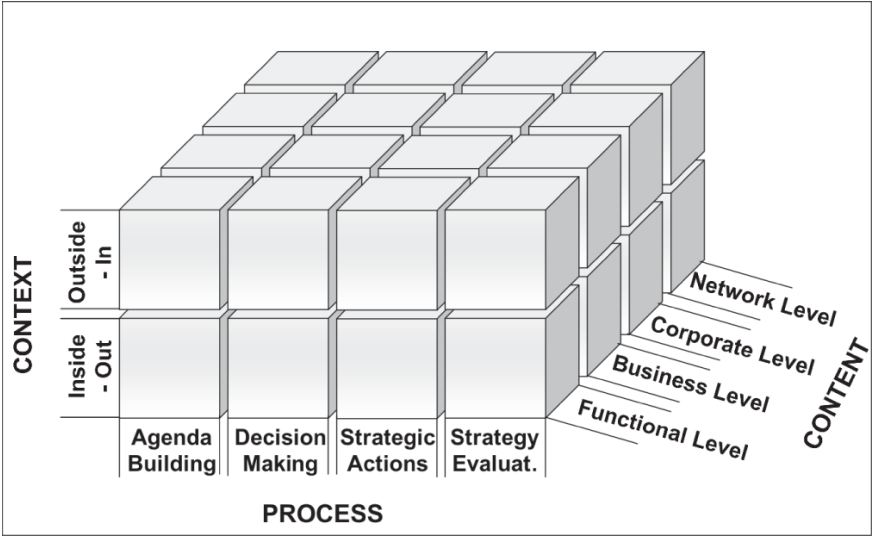 CONTEXT
Outside
- In
Inside
- Out
Agenda
Building
Decision
Making
Strategic
Actions
Strategy
Evaluat.
PROCESS
Network Level
Corporate Level
Business Level
Functional Level
CONTENT